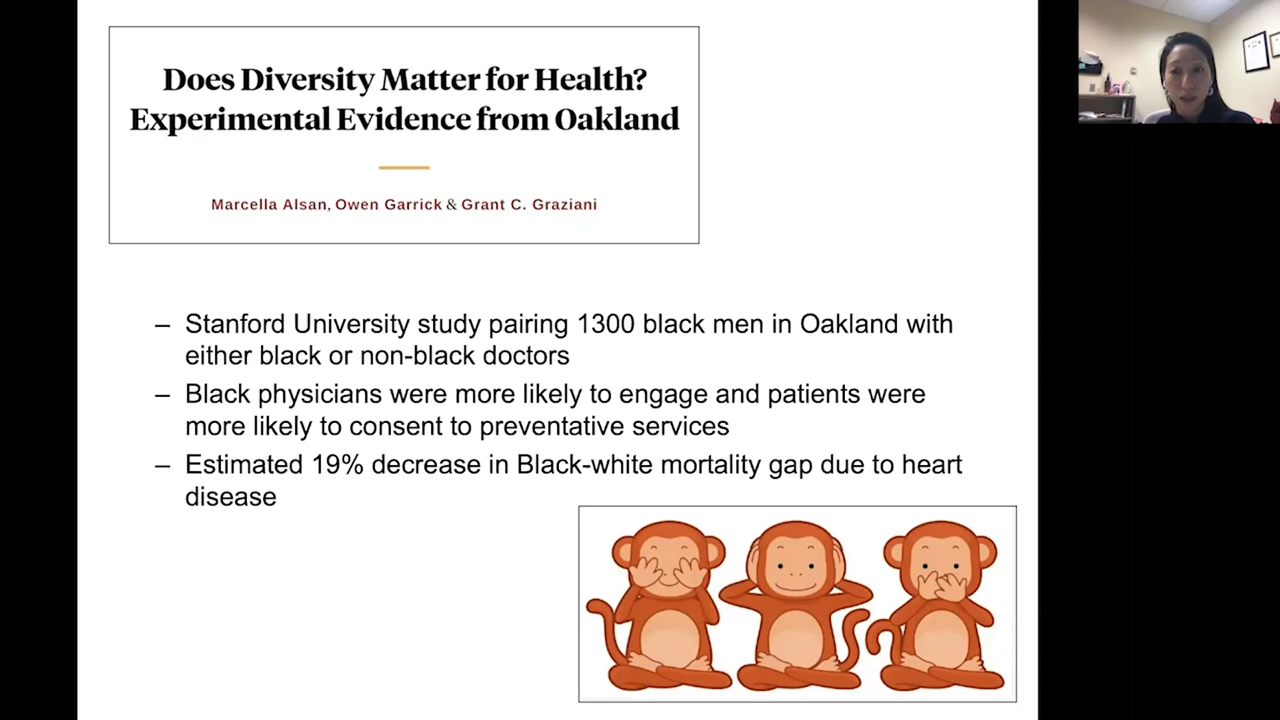 Does Diversity Matter for Health?
Experimental Evidence from Oakland
Marcella Alsan, Owen Garrick & Grant C. Graziani
– Stanford University study pairing 1300 black men in Oakland with
either black or non-black doctors
– Black physicians were more likely to engage and patients were
more likely to consent to preventative services
– Estimated 19% decrease in Black-white mortality gap due to heart
disease